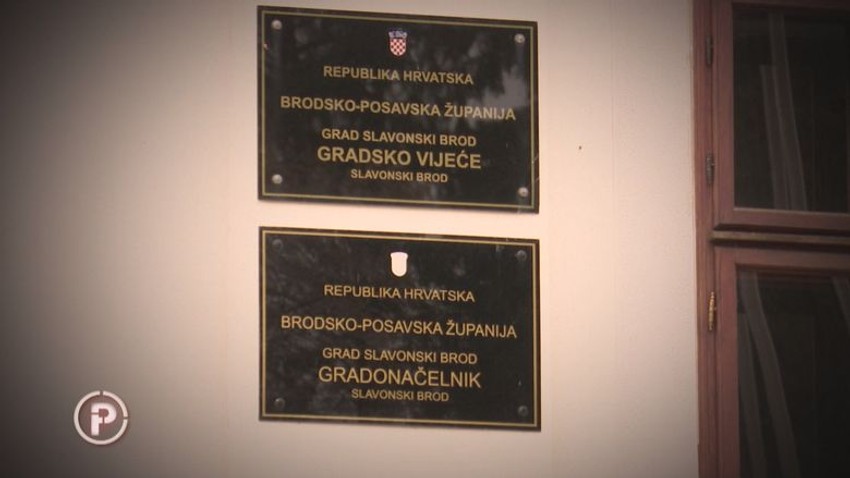 REPUBLIKA HRVATSKA
BRODSKO-POSAVSKA ŽUPANIJA
GRAD SLAVONSKI BROD
GRADSKO VIJEĆE
SLAVONSKI BROD
REPUBLIKA HRVATSKA
BRODSKO-POSAVSKA ŽUPANIJA
GRAD SLAVONSKI BROD
GRADONAČELNIK
SLAVONSKI BROD
P